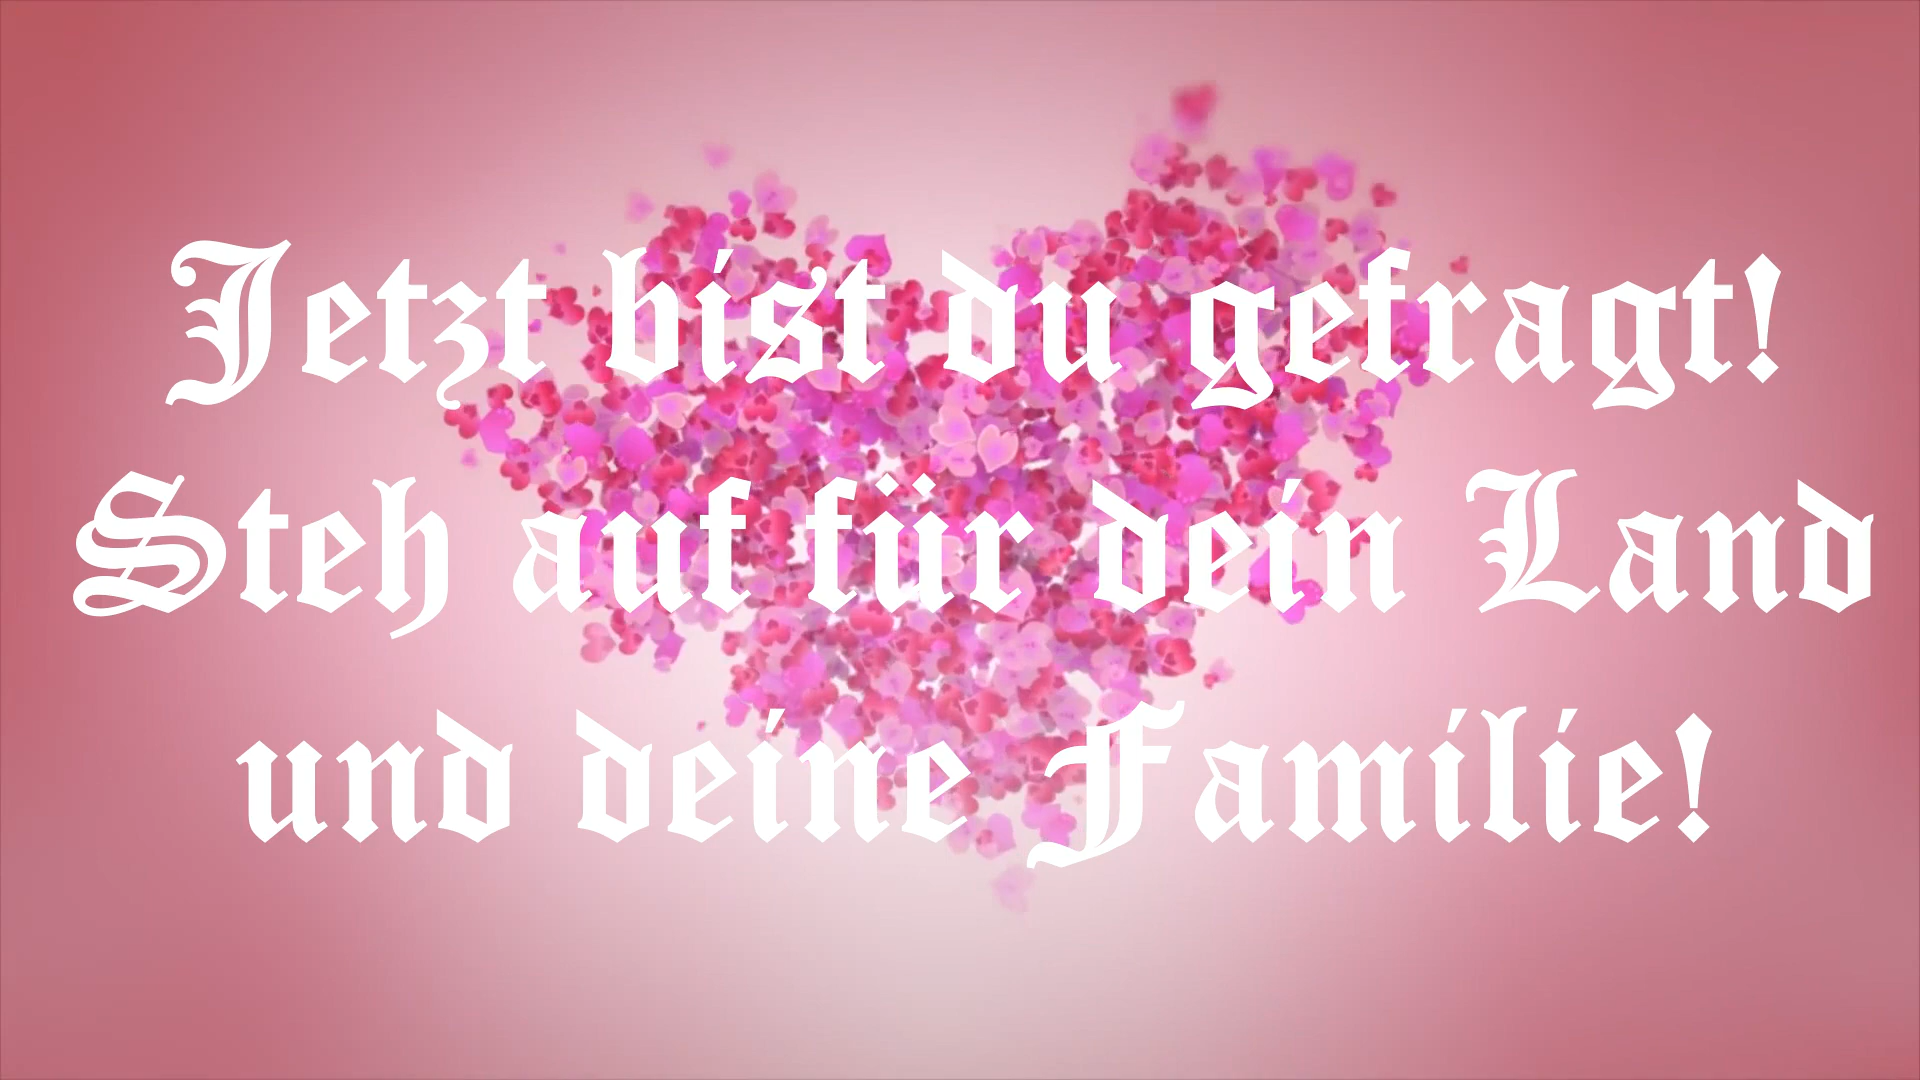 Jetzt bist du gefragt!
Steh auf für dein Land
und deine Familie!